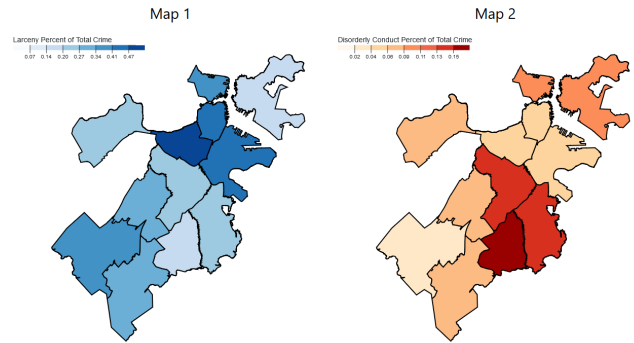 Map 1
Map 2
Larceny Percent of Total Crime
0.07 0.14 0.20 0.27 0.34 0.41 0.47
Disorderly Conduct Percent of Total Crime
0.02 0.04 0.06 0.09 0.11 0.13 0.15